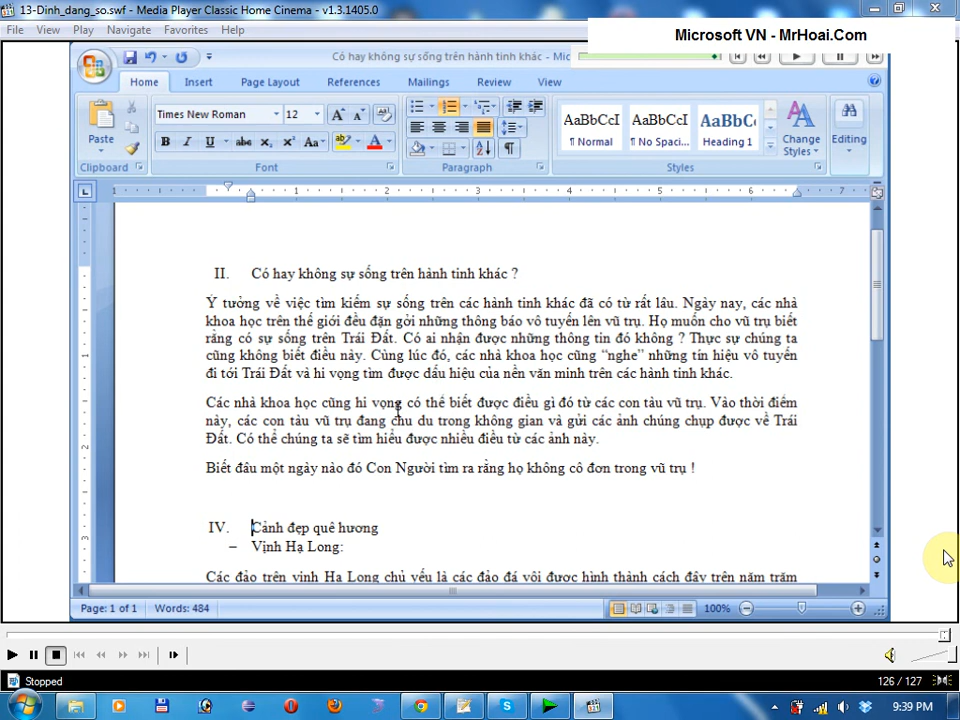 13-Dinh_dang_so.swf - Media Player Classic Home Cinema - v1.3.1405.0
File View Play Navigate Favorites Help
Microsoft VN - MrHoai.Com
Có hay không sự sống trên hành tinh khác - M
Home Insert Page Layout References Mailings Review View
Paste
Times New Roman 12
B I U abc x₂ x² Aa
AaBbCcI AaBbCcI AaBbCc
¶ Normal ¶ No Spaci... Heading 1
Change Styles
Editing
Clipboard Font Paragraph Styles
1 1 2 3 4 5 6 7
II. Có hay không sự sống trên hành tinh khác ?
Ý tưởng về việc tìm kiếm sự sống trên các hành tinh khác đã có từ rất lâu. Ngày nay, các nhà
khoa học trên thế giới đều đặn gởi những thông báo vô tuyến lên vũ trụ. Họ muốn cho vũ trụ biết
rằng có sự sống trên Trái Đất. Có ai nhận được những thông tin đó không ? Thực sự chúng ta
cũng không biết điều này. Cùng lúc đó, các nhà khoa học cũng “nghe” những tín hiệu vô tuyến
đi tới Trái Đất và hi vọng tìm được dấu hiệu của nền văn minh trên các hành tinh khác.
Các nhà khoa học cũng hi vọng có thể biết được điều gì đó từ các con tàu vũ trụ. Vào thời điểm
này, các con tàu vũ trụ đang chu du trong không gian và gửi các ảnh chúng chụp được về Trái
Đất. Có thể chúng ta sẽ tìm hiểu được nhiều điều từ các ảnh này.
Biết đâu một ngày nào đó Con Người tìm ra rằng họ không cô đơn trong vũ trụ !
IV. Cảnh đẹp quê hương
– Vịnh Hạ Long:
Các đảo trên vịnh Hạ Long chủ yếu là các đảo đá vôi được hình thành cách đây trên năm trăm
Page: 1 of 1 Words: 484 100%
Stopped 126 / 127
9:39 PM